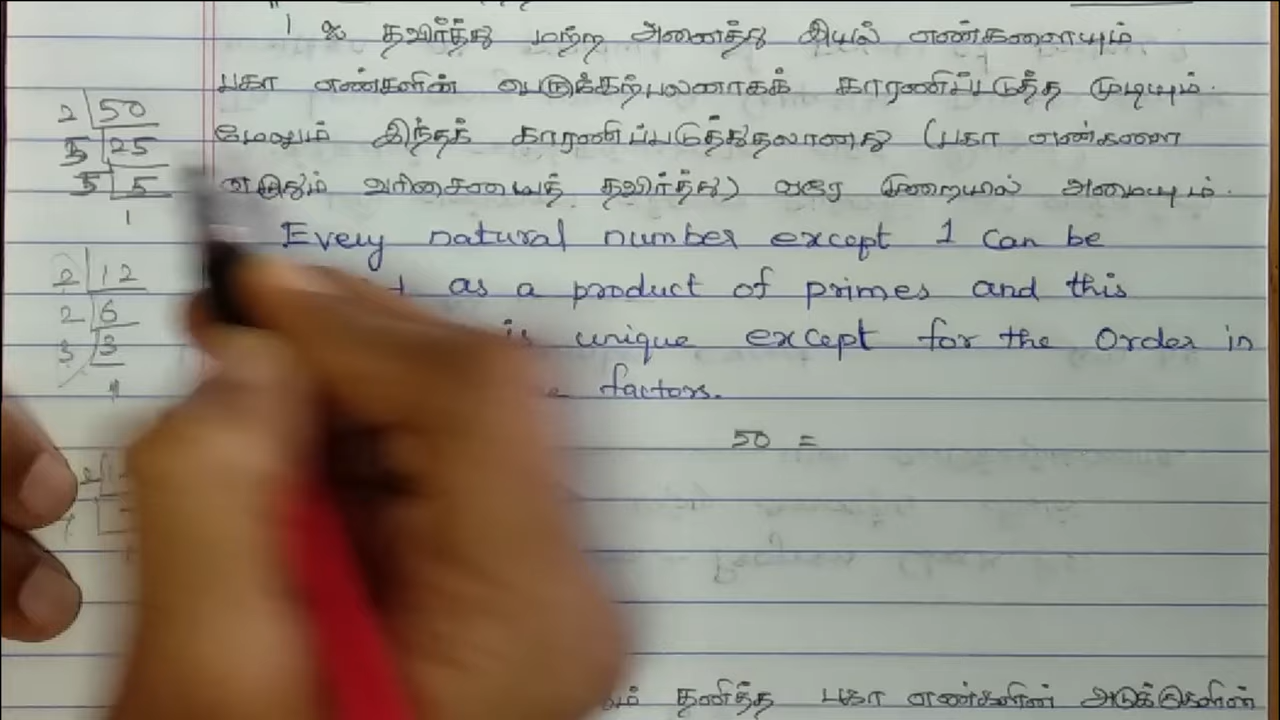 1 ஐ தவிர்த்து மற்ற அனைத்து இயல் எண்களையும்
பகா எண்களின் பெருக்கற்பலனாகக் காரணிப்படுத்த முடியும்.
மேலும் இந்தக் காரணிப்படுத்துதலானது (பகா எண்களை
எழுதும் வரிசையைத் தவிர்த்து) ஒரே முறையில் அமையும்.
2 50
5 25
5 5
1
Every natural number except 1 can be
as a product of primes and this
is unique except for the Order in
factors.
2 12
2 6
3 3
50 =
தனித்த பகா எண்களின் அடுக்குகளின்